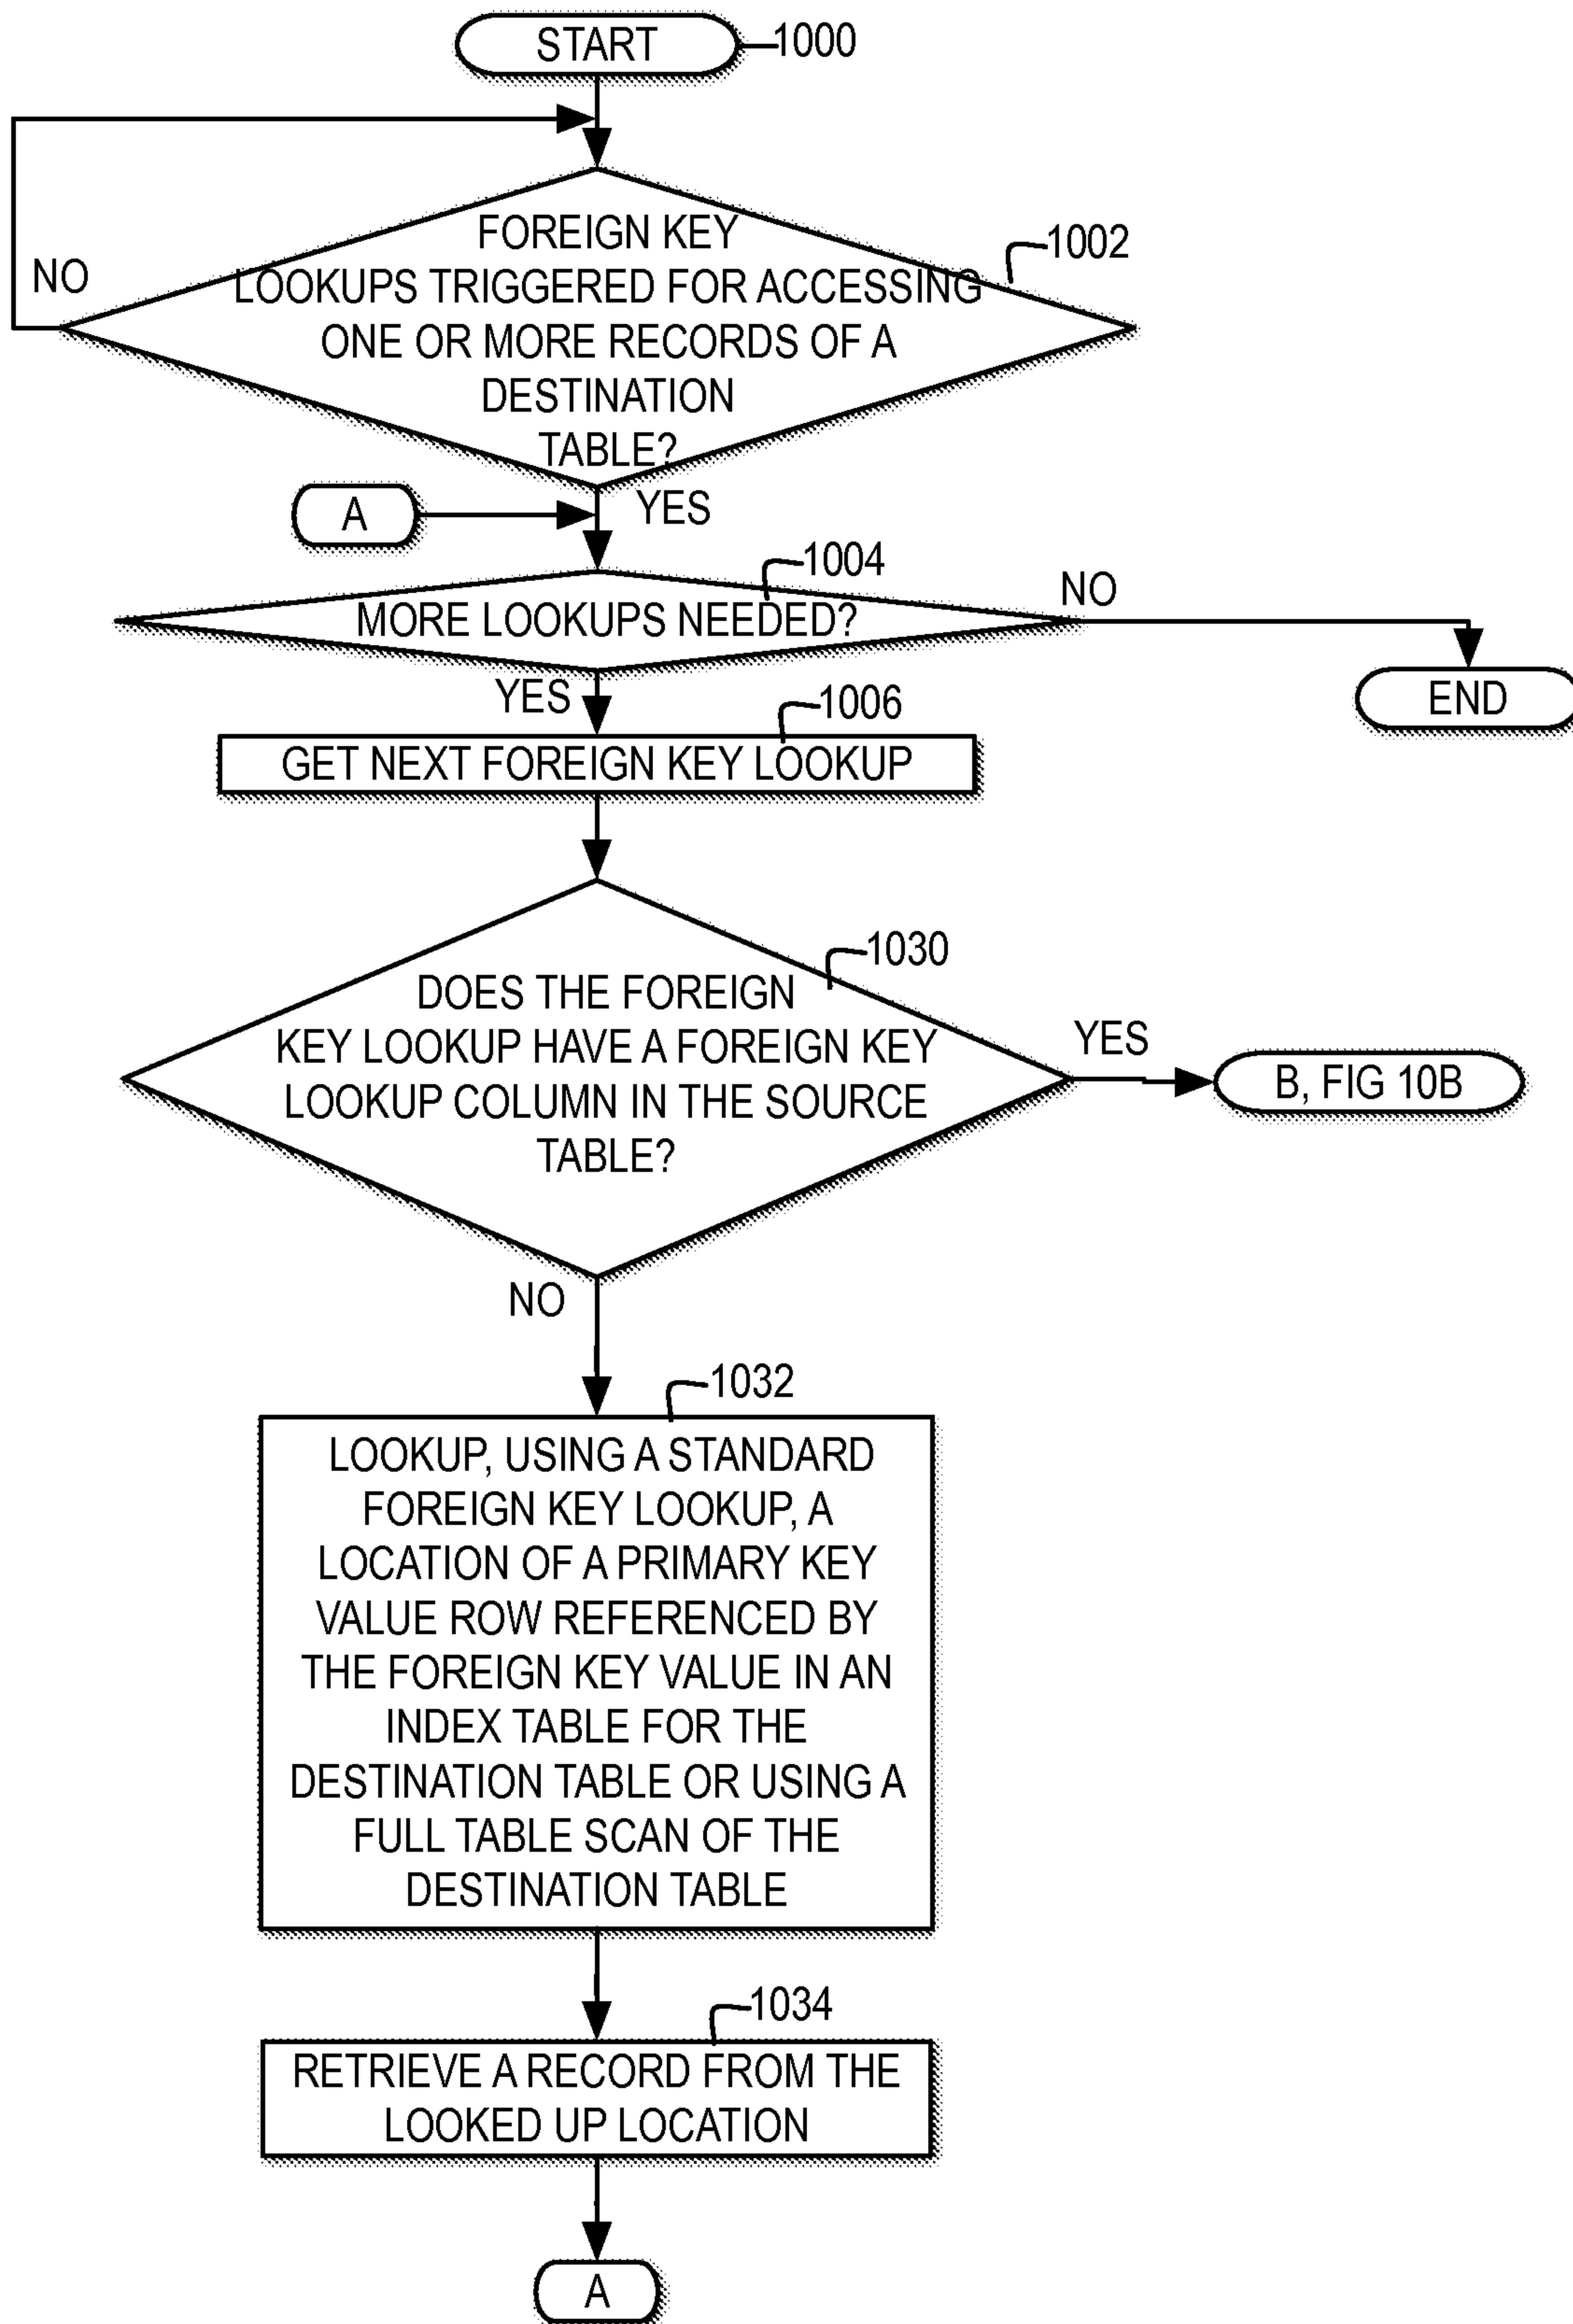 START
1000
FOREIGN KEY
1002
NO
LOOKUPS TRIGGERED FOR ACCESSING
ONE OR MORE RECORDS OF A
DESTINATION
TABLE?
A
YES
1004
NO
MORE LOOKUPS NEEDED?
YES
1006
END
GET NEXT FOREIGN KEY LOOKUP
1030
DOES THE FOREIGN
KEY LOOKUP HAVE A FOREIGN KEY
YES
LOOKUP COLUMN IN THE SOURCE
B, FIG 10B
TABLE?
NO
1032
LOOKUP, USING A STANDARD
FOREIGN KEY LOOKUP, A
LOCATION OF A PRIMARY KEY
VALUE ROW REFERENCED BY
THE FOREIGN KEY VALUE IN AN
INDEX TABLE FOR THE
DESTINATION TABLE OR USING A
FULL TABLE SCAN OF THE
DESTINATION TABLE
1034
RETRIEVE A RECORD FROM THE
LOOKED UP LOCATION
A